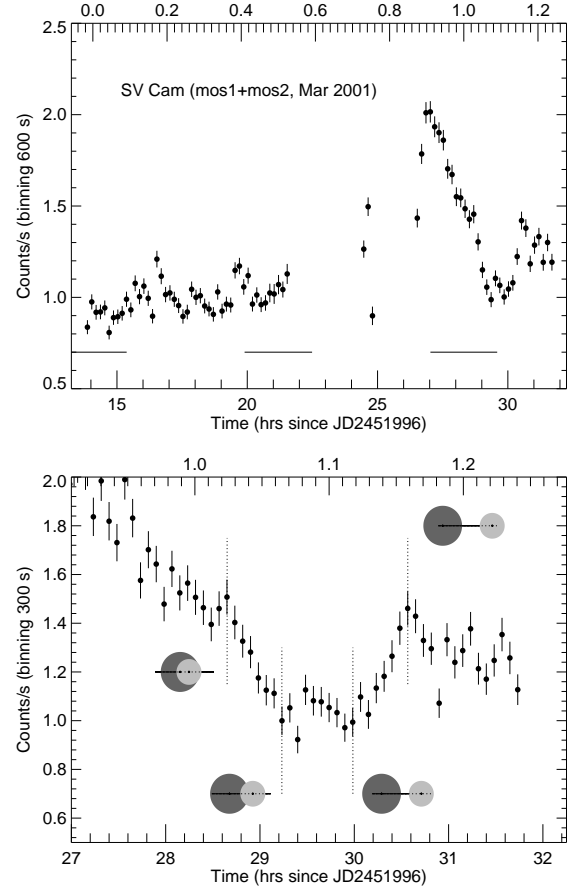 0.0 0.2 0.4 0.6 0.8 1.0 1.2
2.5
2.0
1.5
1.0
0.5
Counts/s (binning 600 s)
SV Cam (mos1+mos2, Mar 2001)
15 20 25 30
Time (hrs since JD2451996)
1.0 1.1 1.2
2.0
1.8
1.6
1.4
1.2
1.0
0.8
0.6
Counts/s (binning 300 s)
27 28 29 30 31 32
Time (hrs since JD2451996)